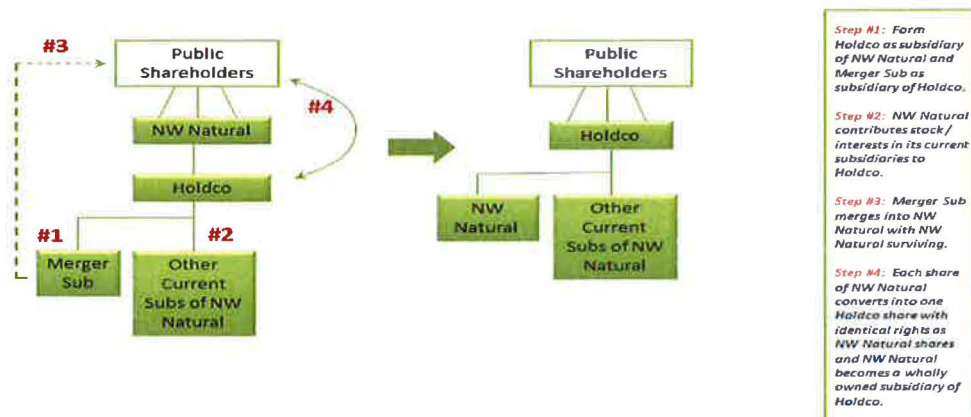 #3
Public
Shareholders
#4
NW Natural
Holdco
#1
#2
Merger
Sub
Other
Current
Subs of NW
Natural
Public
Shareholders
Holdco
NW
Natural
Other
Current
Subs of NW
Natural
Step #1: Form
Holdco as subsidiary
of NW Natural and
Merger Sub as
subsidiary of Holdco.
Step #2: NW Natural
contributes stock /
interests in its current
subsidiaries to
Holdco.
Step #3: Merger Sub
merges into NW
Natural with NW
Natural surviving.
Step #4: Each share
of NW Natural
converts into one
Holdco share with
identical rights as
NW Natural shares
and NW Natural
becomes a wholly
owned subsidiary of
Holdco.